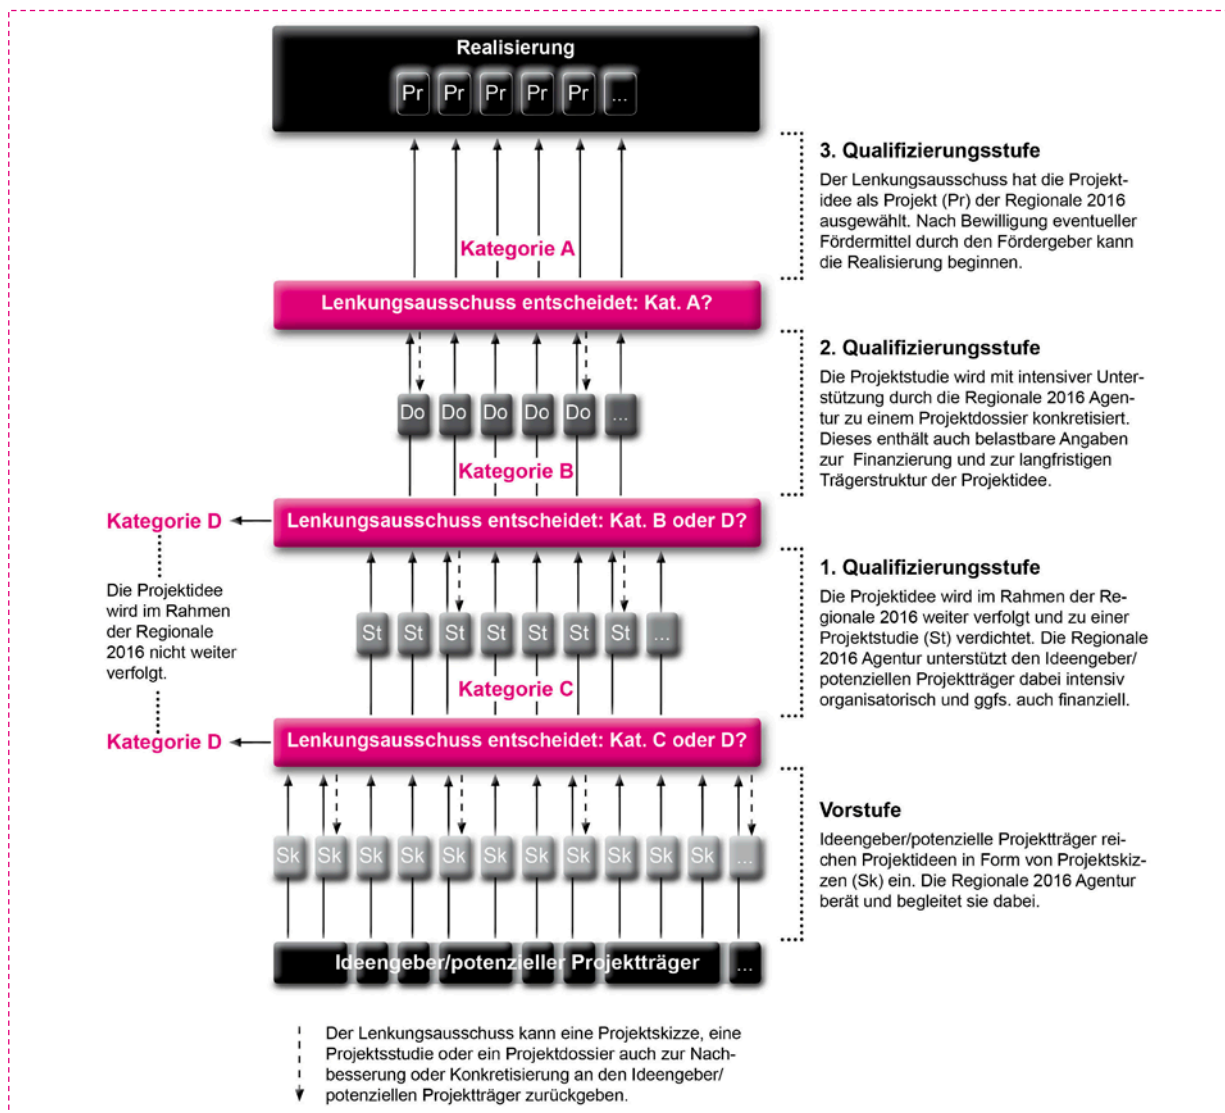 Realisierung
Pr Pr Pr Pr Pr ...
3. Qualifizierungsstufe
Der Lenkungsausschuss hat die Projekt-
idee als Projekt (Pr) der Regionale 2016
ausgewählt. Nach Bewilligung eventueller
Fördermittel durch den Fördergeber kann
die Realisierung beginnen.
Kategorie A
Lenkungsausschuss entscheidet: Kat. A?
2. Qualifizierungsstufe
Die Projektstudie wird mit intensiver Unter-
stützung durch die Regionale 2016 Agen-
tur zu einem Projektdossier konkretisiert.
Dieses enthält auch belastbare Angaben
zur Finanzierung und zur langfristigen
Trägerstruktur der Projektidee.
Do Do Do Do Do ...
Kategorie B
Kategorie D
Lenkungsausschuss entscheidet: Kat. B oder D?
Die Projektidee
wird im Rahmen
der Regionale
2016 nicht weiter
verfolgt.
1. Qualifizierungsstufe
Die Projektidee wird im Rahmen der Re-
gionale 2016 weiter verfolgt und zu einer
Projektstudie (St) verdichtet. Die Regionale
2016 Agentur unterstützt den Ideengeber/
potenziellen Projektträger dabei intensiv
organisatorisch und ggfs. auch finanziell.
St St St St St St St ...
Kategorie C
Kategorie D
Lenkungsausschuss entscheidet: Kat. C oder D?
Vorstufe
Ideengeber/potenzielle Projektträger rei-
chen Projektideen in Form von Projektskiz-
zen (Sk) ein. Die Regionale 2016 Agentur
berät und begleitet sie dabei.
Sk Sk Sk Sk Sk Sk Sk Sk Sk Sk Sk ...
Ideengeber/potenzieller Projektträger ...
Der Lenkungsausschuss kann eine Projektskizze, eine
Projektsstudie oder ein Projektdossier auch zur Nach-
besserung oder Konkretisierung an den Ideengeber/
potenziellen Projektträger zurückgeben.